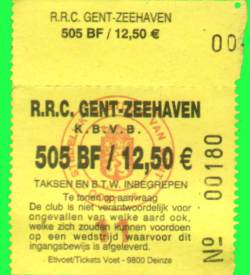 R.R.C. GENT-ZEEHAVEN
505 BF / 12,50 €
00
R.R.C. GENT-ZEEHAVEN
K.B.V.B.
505 BF / 12,50 €
TAKSEN EN B.T.W. INBEGREPEN
Te tonen op aanvraag
De club is niet verantwoordelijk voor
ongevallen van welke aard ook,
welke zich zouden kunnen voordoen
op een wedstrijd waarvoor dit
ingangsbewijs is afgeleverd.
Etvoet/Tickets Voet - 9800 Deinze
Nº 00180